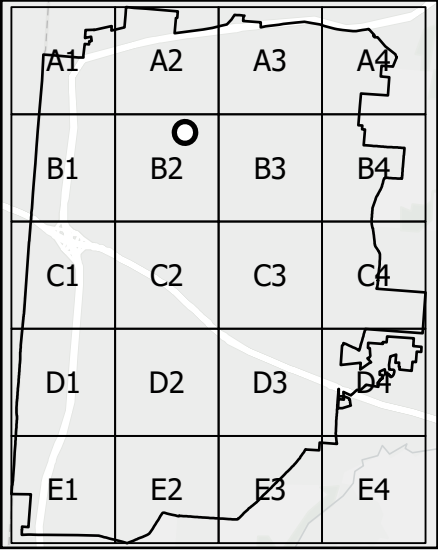 A1 A2 A3 A4
B1 B2 B3 B4
C1 C2 C3 C4
D1 D2 D3 D4
E1 E2 E3 E4